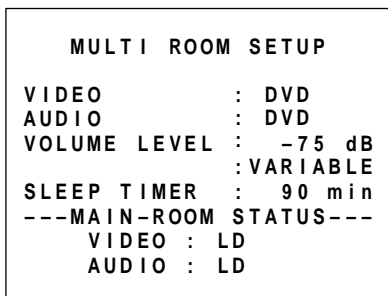 MULTI ROOM SETUP
VIDEO : DVD
AUDIO : DVD
VOLUME LEVEL : −75 dB
:VARIABLE
SLEEP TIMER : 90 min
---MAIN−ROOM STATUS---
VIDEO : LD
AUDIO : LD